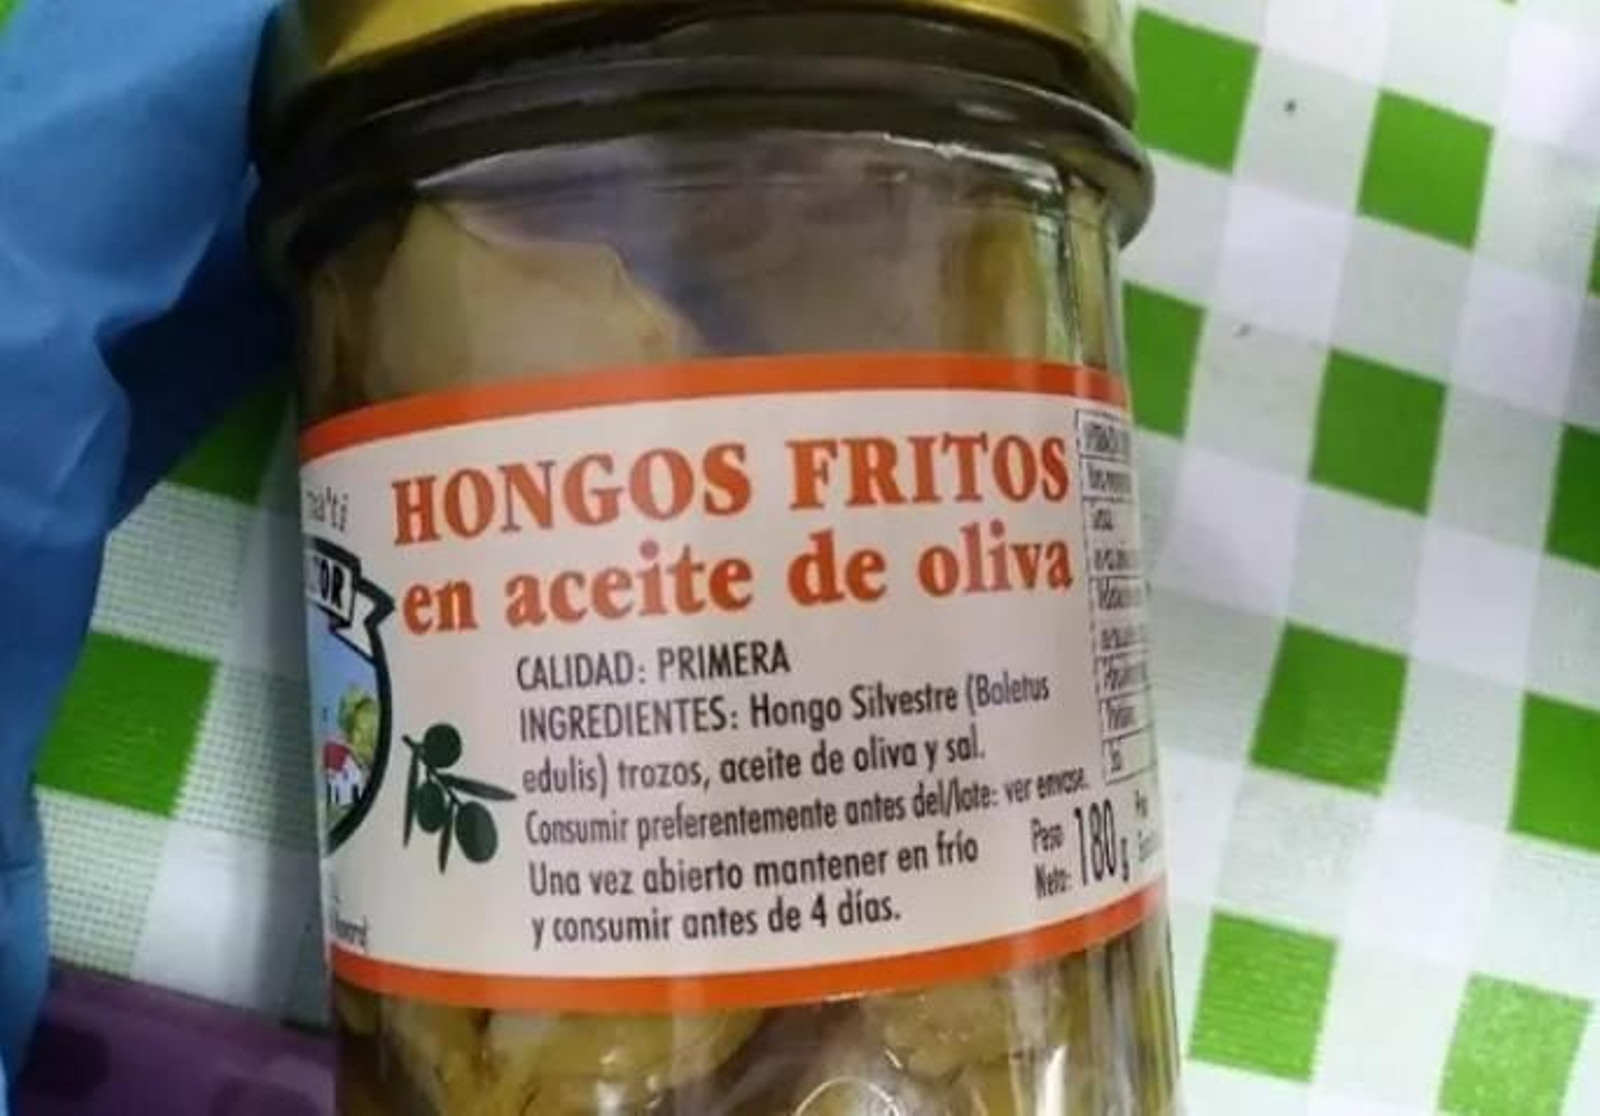 HONGOS FRITOS
en aceite de oliva
CALIDAD: PRIMERA
INGREDIENTES: Hongo Silvestre (Boletus
edulis) trozos, aceite de oliva y sal.
Consumir preferentemente antes del/lote: ver envase.
Una vez abierto mantener en frío
y consumir antes de 4 días.
Peso
Neto: 180 g